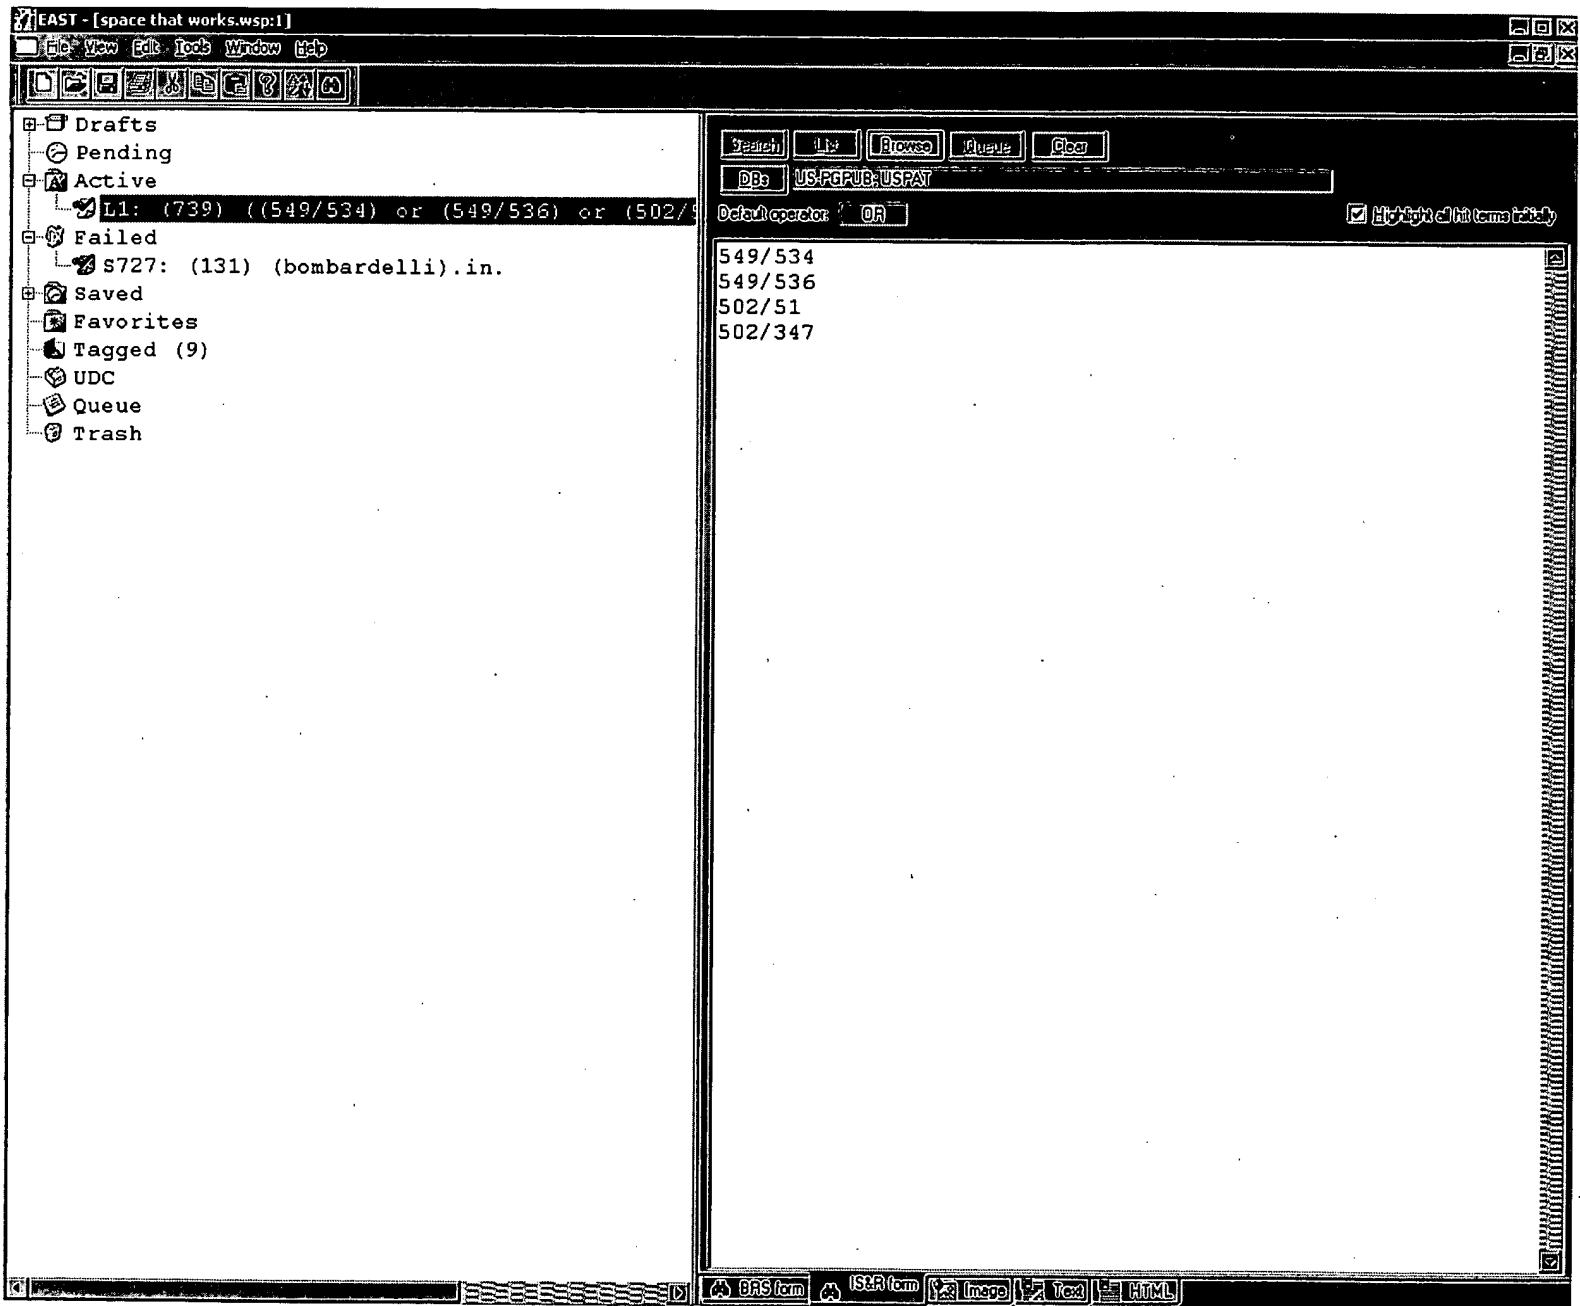 EAST - [space that works.wsp:1]
File View Edit Tools Window Help
Drafts
Pending
Active
L1: (739) ((549/534) or (549/536) or (502/5
Failed
S727: (131) (bombardelli).in.
Saved
Favorites
Tagged (9)
UDC
Queue
Trash
Search List Browse Queue Clear
DBs US-PGPUB; USPAT
Default operator: OR Highlight all hit terms initially
549/534
549/536
502/51
502/347
BRS form IS&R form Image Text HTML